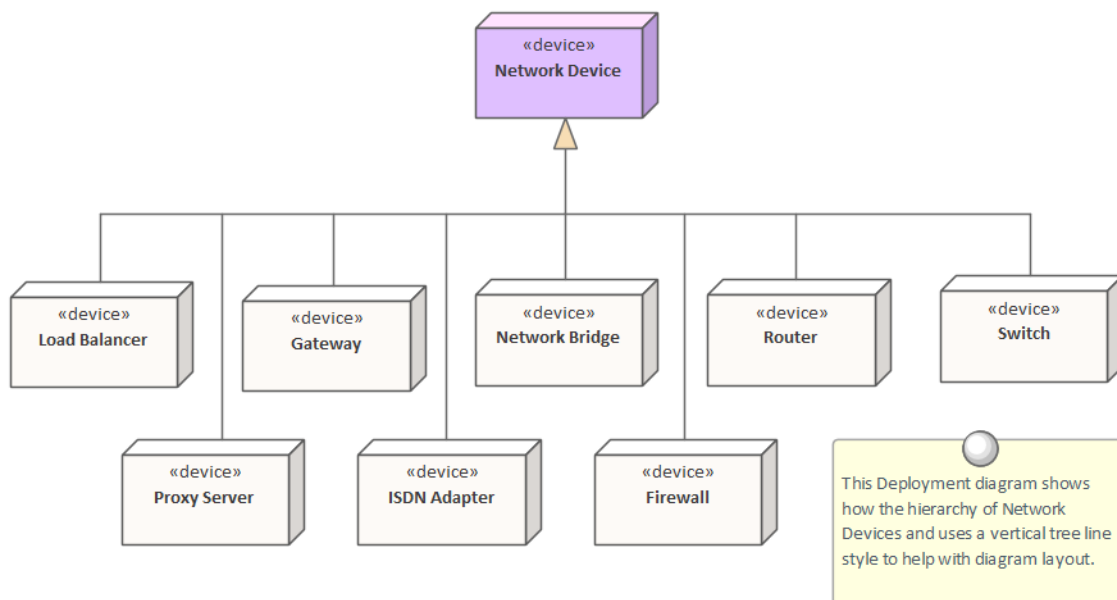 «device»
Network Device
«device»
Load Balancer
«device»
Gateway
«device»
Network Bridge
«device»
Router
«device»
Switch
«device»
Proxy Server
«device»
ISDN Adapter
«device»
Firewall
This Deployment diagram shows
how the hierarchy of Network
Devices and uses a vertical tree line
style to help with diagram layout.